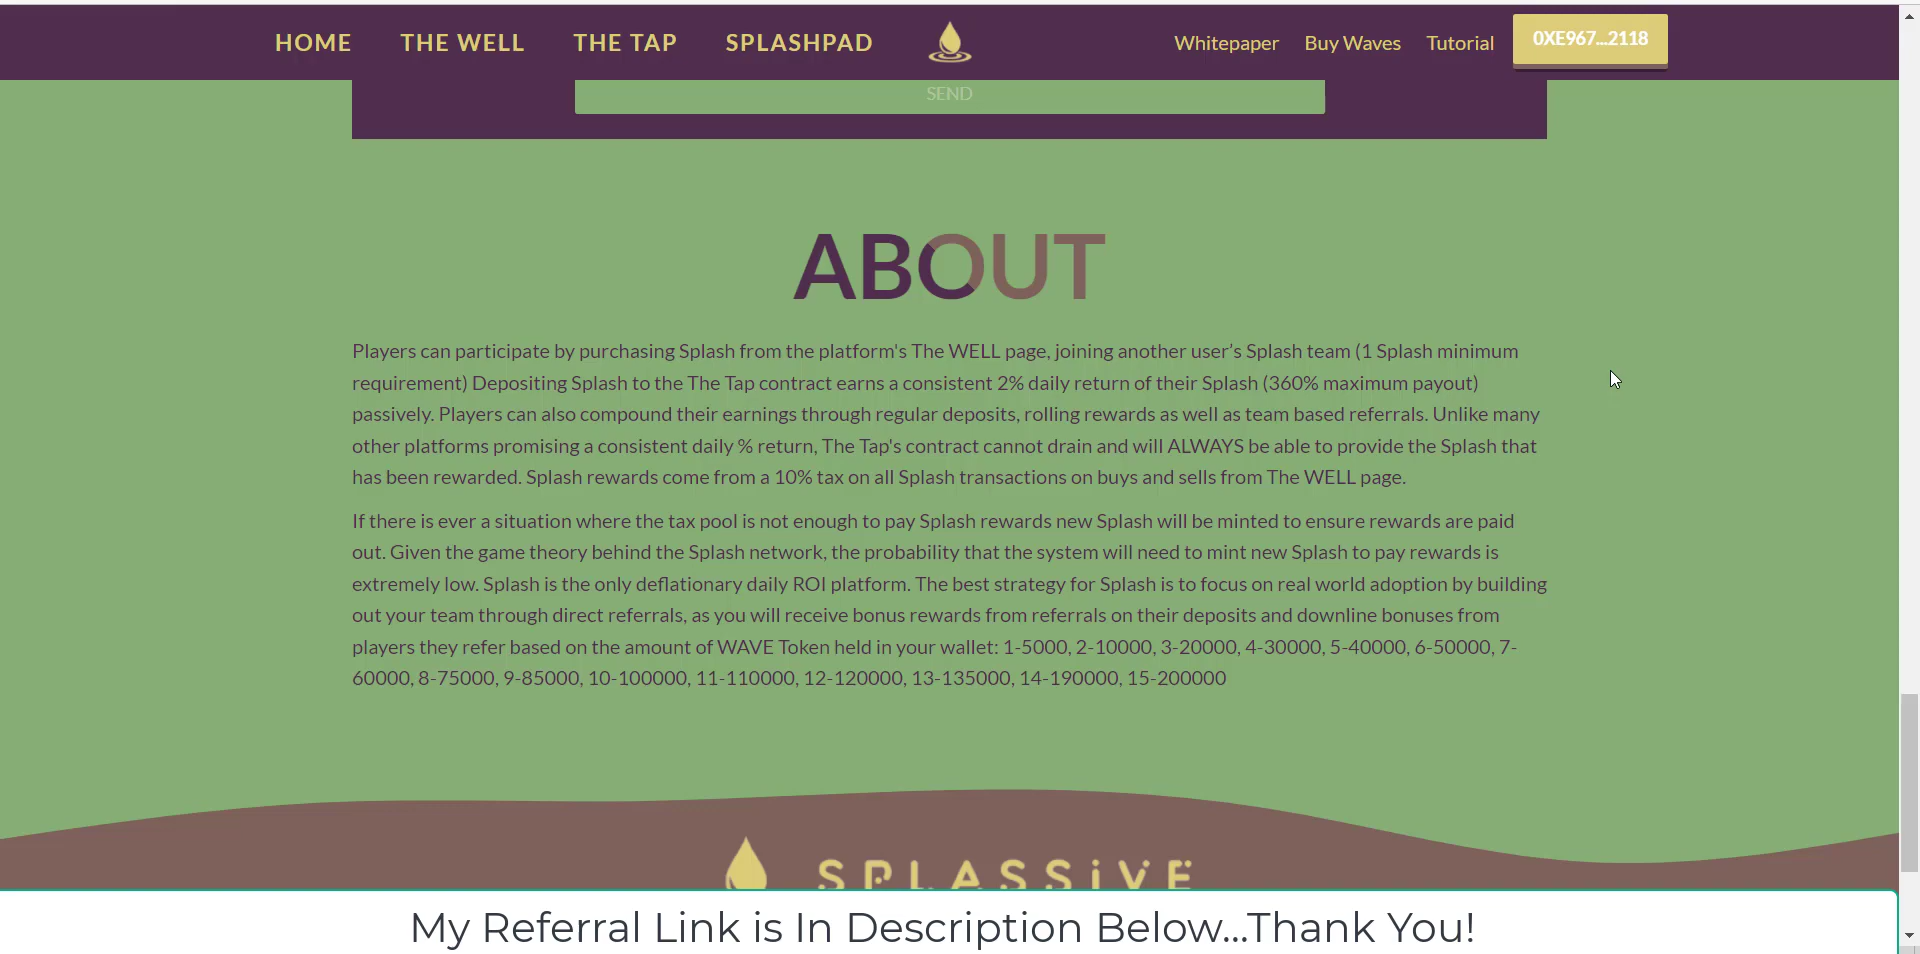 HOME THE WELL THE TAP SPLASHPAD Whitepaper Buy Waves Tutorial 0XE967...2118
SEND
ABOUT
Players can participate by purchasing Splash from the platform's The WELL page, joining another user’s Splash team (1 Splash minimum
requirement) Depositing Splash to the The Tap contract earns a consistent 2% daily return of their Splash (360% maximum payout)
passively. Players can also compound their earnings through regular deposits, rolling rewards as well as team based referrals. Unlike many
other platforms promising a consistent daily % return, The Tap's contract cannot drain and will ALWAYS be able to provide the Splash that
has been rewarded. Splash rewards come from a 10% tax on all Splash transactions on buys and sells from The WELL page.
If there is ever a situation where the tax pool is not enough to pay Splash rewards new Splash will be minted to ensure rewards are paid
out. Given the game theory behind the Splash network, the probability that the system will need to mint new Splash to pay rewards is
extremely low. Splash is the only deflationary daily ROI platform. The best strategy for Splash is to focus on real world adoption by building
out your team through direct referrals, as you will receive bonus rewards from referrals on their deposits and downline bonuses from
players they refer based on the amount of WAVE Token held in your wallet: 1-5000, 2-10000, 3-20000, 4-30000, 5-40000, 6-50000, 7-
60000, 8-75000, 9-85000, 10-100000, 11-110000, 12-120000, 13-135000, 14-190000, 15-200000
SPLASSiVE
My Referral Link is In Description Below...Thank You!